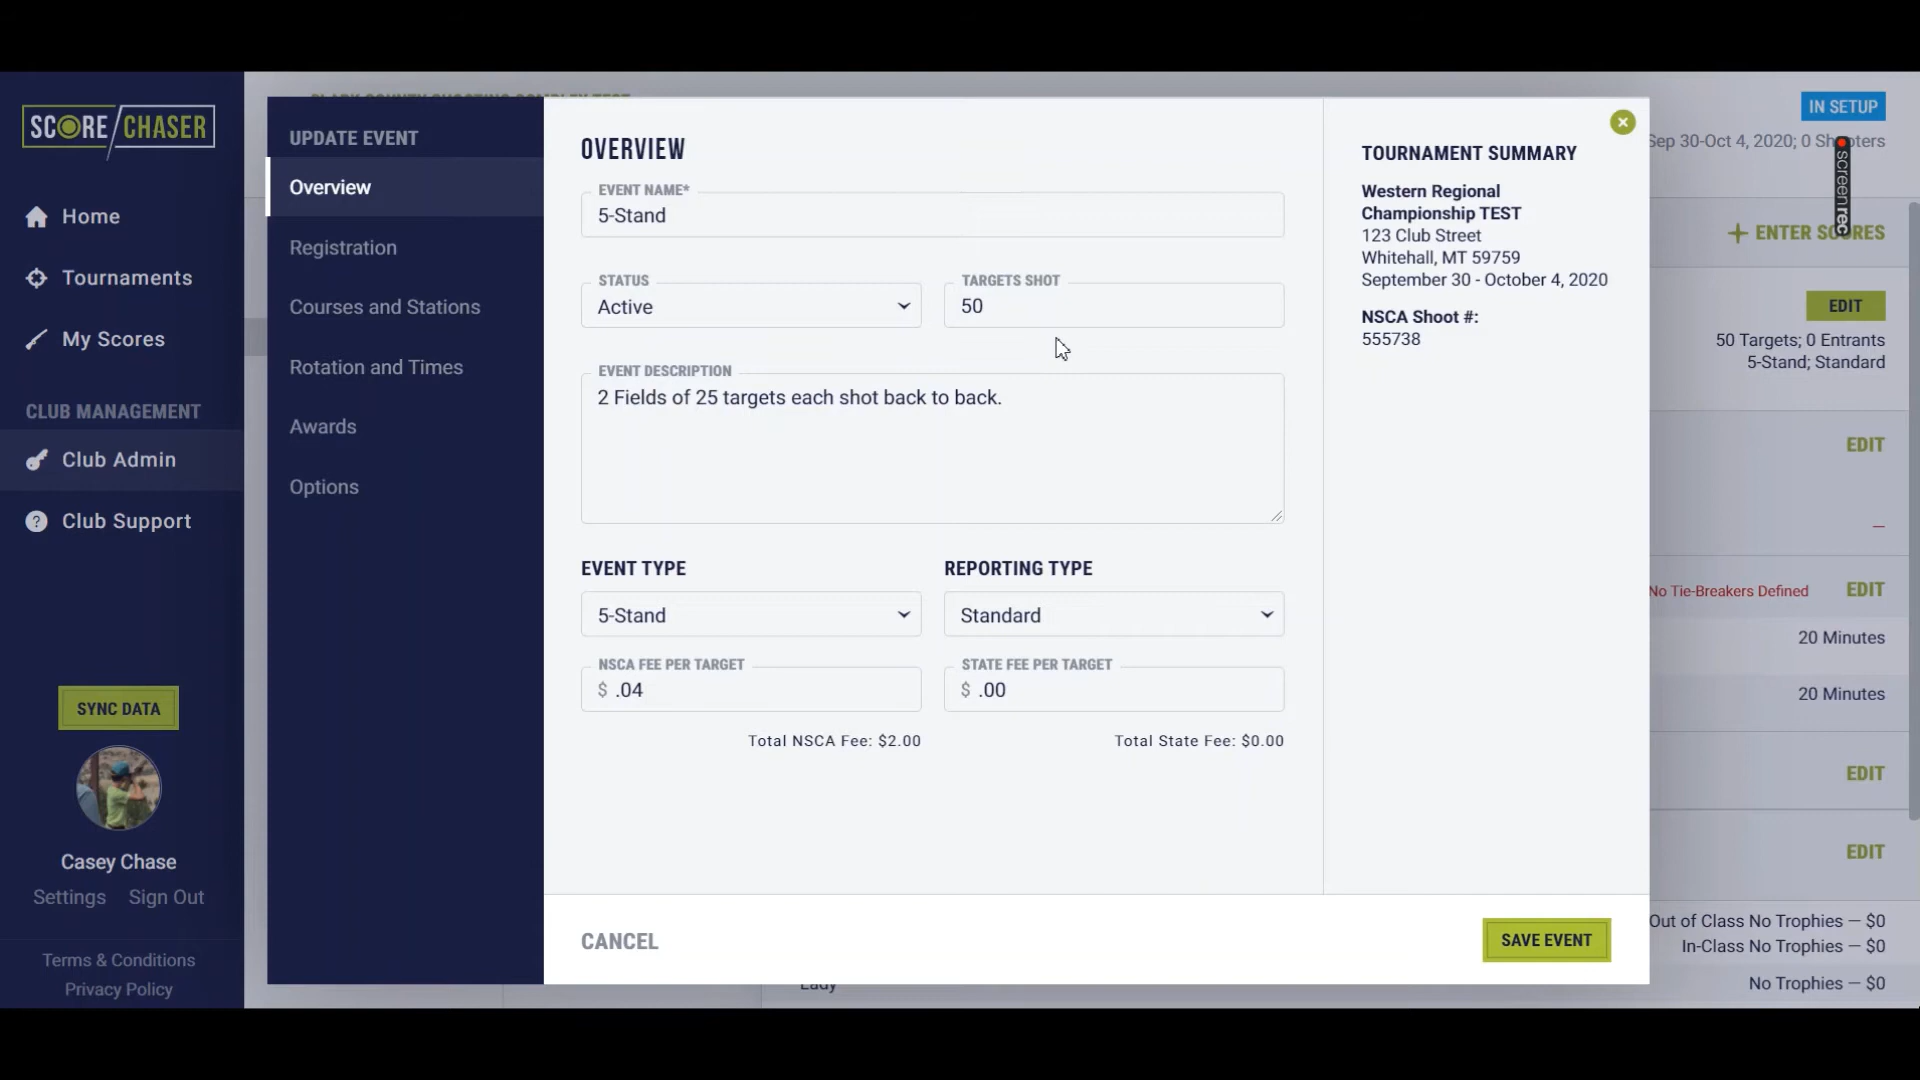 SCORE/CHASER
Home
Tournaments
My Scores
CLUB MANAGEMENT
Club Admin
Club Support
SYNC DATA
Casey Chase
Settings Sign Out
Terms & Conditions
Privacy Policy
UPDATE EVENT
Overview
Registration
Courses and Stations
Rotation and Times
Awards
Options
OVERVIEW
EVENT NAME*
5-Stand
STATUS
Active
TARGETS SHOT
50
EVENT DESCRIPTION
2 Fields of 25 targets each shot back to back.
EVENT TYPE
5-Stand
REPORTING TYPE
Standard
NSCA FEE PER TARGET
$ .04
Total NSCA Fee: $2.00
STATE FEE PER TARGET
$ .00
Total State Fee: $0.00
CANCEL
SAVE EVENT
TOURNAMENT SUMMARY
Western Regional
Championship TEST
123 Club Street
Whitehall, MT 59759
September 30 - October 4, 2020
NSCA Shoot #:
555738
IN SETUP
Sep 30-Oct 4, 2020; 0 Shooters
screenrec
+ ENTER SCORES
EDIT
50 Targets; 0 Entrants
5-Stand; Standard
EDIT
—
No Tie-Breakers Defined EDIT
20 Minutes
20 Minutes
EDIT
EDIT
Out of Class No Trophies — $0
In-Class No Trophies — $0
Lady
No Trophies — $0